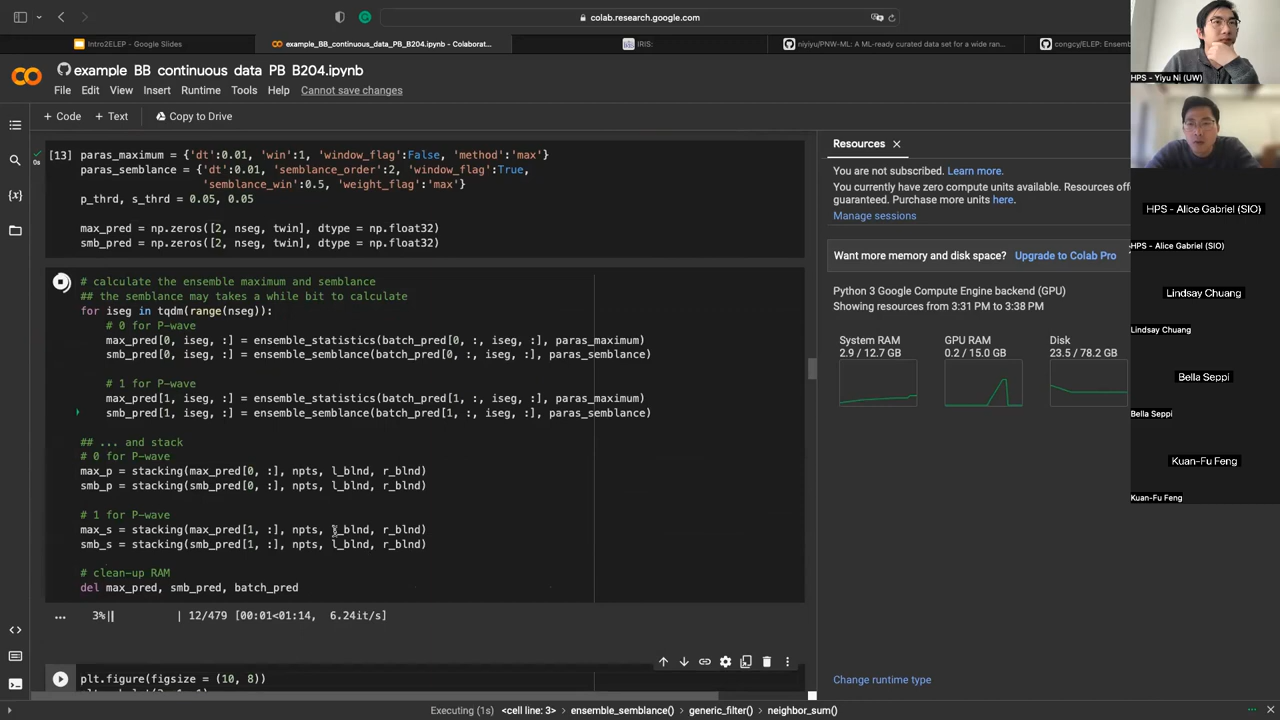 colab.research.google.com
Intro2ELEP - Google Slides
example_BB_continuous_data_PB_B204.ipynb - Colaborat...
IRIS:
niyiyu/PNW-ML: A ML-ready curated data set for a wide ran...
congcy/ELEP: Ensemb
example BB continuous data PB B204.ipynb
File Edit View Insert Runtime Tools Help Cannot save changes
+ Code + Text Copy to Drive
[13] paras_maximum = {'dt':0.01, 'win':1, 'window_flag':False, 'method':'max'}
0s
paras_semblance = {'dt':0.01, 'semblance_order':2, 'window_flag':True,
'semblance_win':0.5, 'weight_flag':'max'}
p_thrd, s_thrd = 0.05, 0.05
max_pred = np.zeros([2, nseg, twin], dtype = np.float32)
smb_pred = np.zeros([2, nseg, twin], dtype = np.float32)
# calculate the ensemble maximum and semblance
## the semblance may takes a while bit to calculate
for iseg in tqdm(range(nseg)):
# 0 for P-wave
max_pred[0, iseg, :] = ensemble_statistics(batch_pred[0, :, iseg, :], paras_maximum)
smb_pred[0, iseg, :] = ensemble_semblance(batch_pred[0, :, iseg, :], paras_semblance)
# 1 for P-wave
max_pred[1, iseg, :] = ensemble_statistics(batch_pred[1, :, iseg, :], paras_maximum)
smb_pred[1, iseg, :] = ensemble_semblance(batch_pred[1, :, iseg, :], paras_semblance)
## ... and stack
# 0 for P-wave
max_p = stacking(max_pred[0, :], npts, l_blnd, r_blnd)
smb_p = stacking(smb_pred[0, :], npts, l_blnd, r_blnd)
# 1 for P-wave
max_s = stacking(max_pred[1, :], npts, l_blnd, r_blnd)
smb_s = stacking(smb_pred[1, :], npts, l_blnd, r_blnd)
# clean-up RAM
del max_pred, smb_pred, batch_pred
... 3%| | 12/479 [00:01<01:14, 6.24it/s]
plt.figure(figsize = (10, 8))
Executing (1s) <cell line: 3> ensemble_semblance() generic_filter() neighbor_sum()
Resources
You are not subscribed. Learn more.
You currently have zero compute units available. Resources off
guaranteed. Purchase more units here.
Manage sessions
Want more memory and disk space? Upgrade to Colab Pro
Python 3 Google Compute Engine backend (GPU)
Showing resources from 3:31 PM to 3:38 PM
System RAM
2.9 / 12.7 GB
GPU RAM
0.2 / 15.0 GB
Disk
23.5 / 78.2 GB
Change runtime type
HPS - Yiyu Ni (UW)
HPS - Alice Gabriel (SIO)
HPS - Alice Gabriel (SIO)
Lindsay Chuang
Lindsay Chuang
Bella Seppi
Bella Seppi
Kuan-Fu Feng
Kuan-Fu Feng